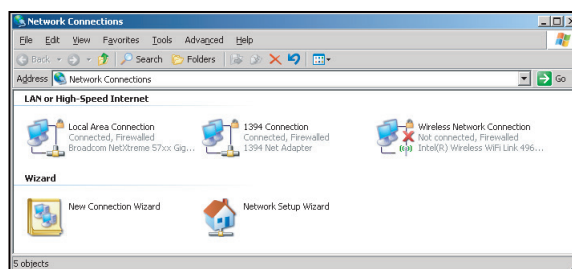 Network Connections
File Edit View Favorites Tools Advanced Help
Back Search Folders
Address Network Connections Go
LAN or High-Speed Internet
Local Area Connection
Connected, Firewalled
Broadcom NetXtreme 57xx Gig...
1394 Connection
Connected, Firewalled
1394 Net Adapter
Wireless Network Connection
Not connected, Firewalled
Intel(R) Wireless WiFi Link 496...
Wizard
New Connection Wizard
Network Setup Wizard
5 objects